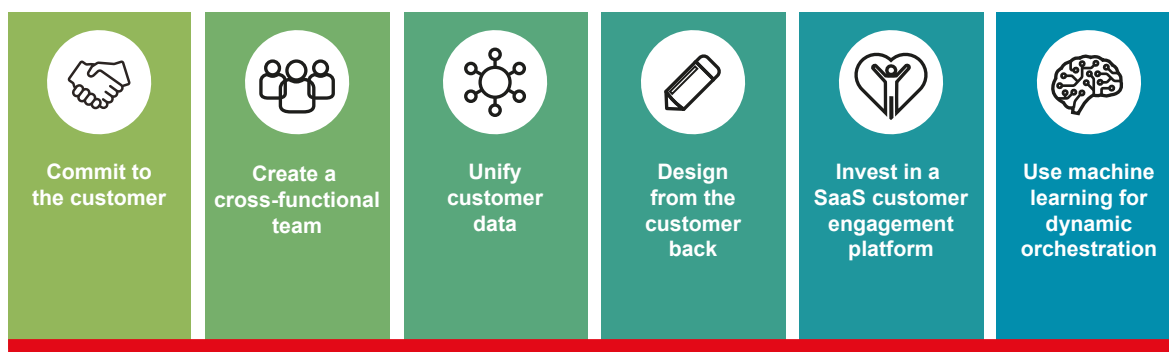 Commit to
the customer
Create a
cross-functional
team
Unify
customer
data
Design
from the
customer
back
Invest in a
SaaS customer
engagement
platform
Use machine
learning for
dynamic
orchestration